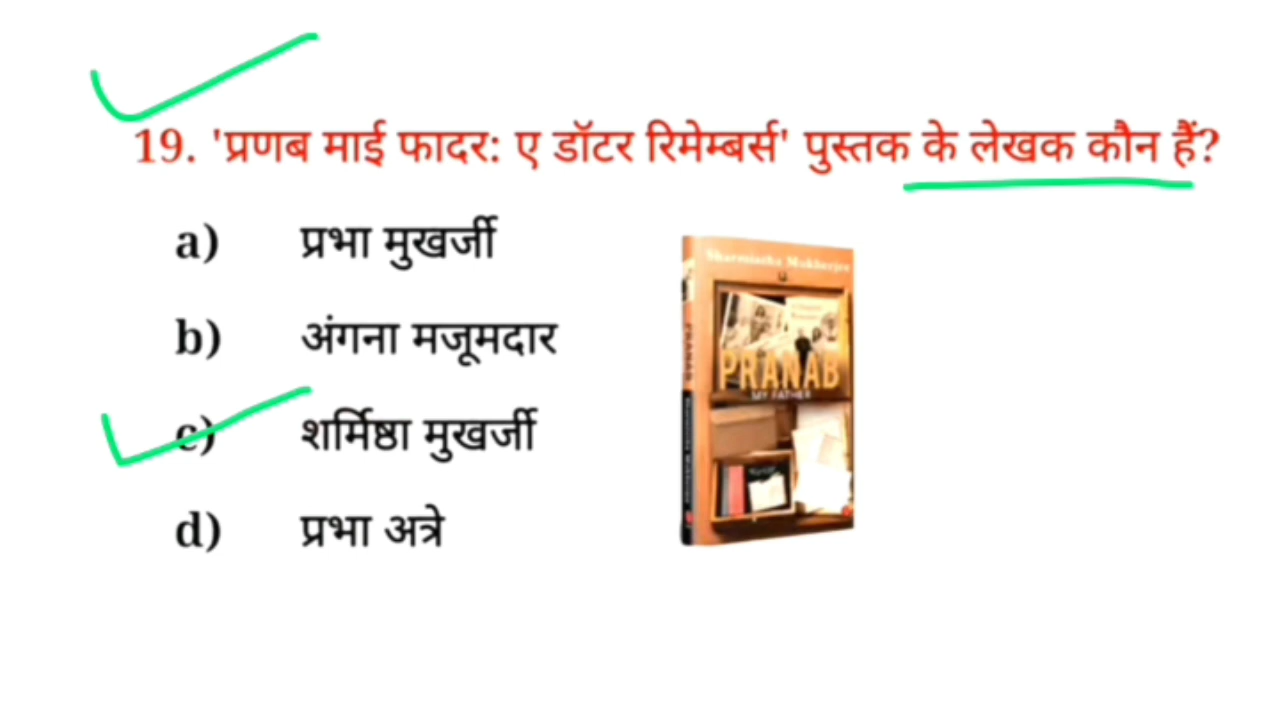 19. 'प्रणब माई फादर: ए डॉटर रिमेम्बर्स' पुस्तक के लेखक कौन हैं?
a) प्रभा मुखर्जी
b) अंगना मजूमदार
c) शर्मिष्ठा मुखर्जी
d) प्रभा अत्रे
Sharmistha Mukherjee
PRANAB
MY FATHER